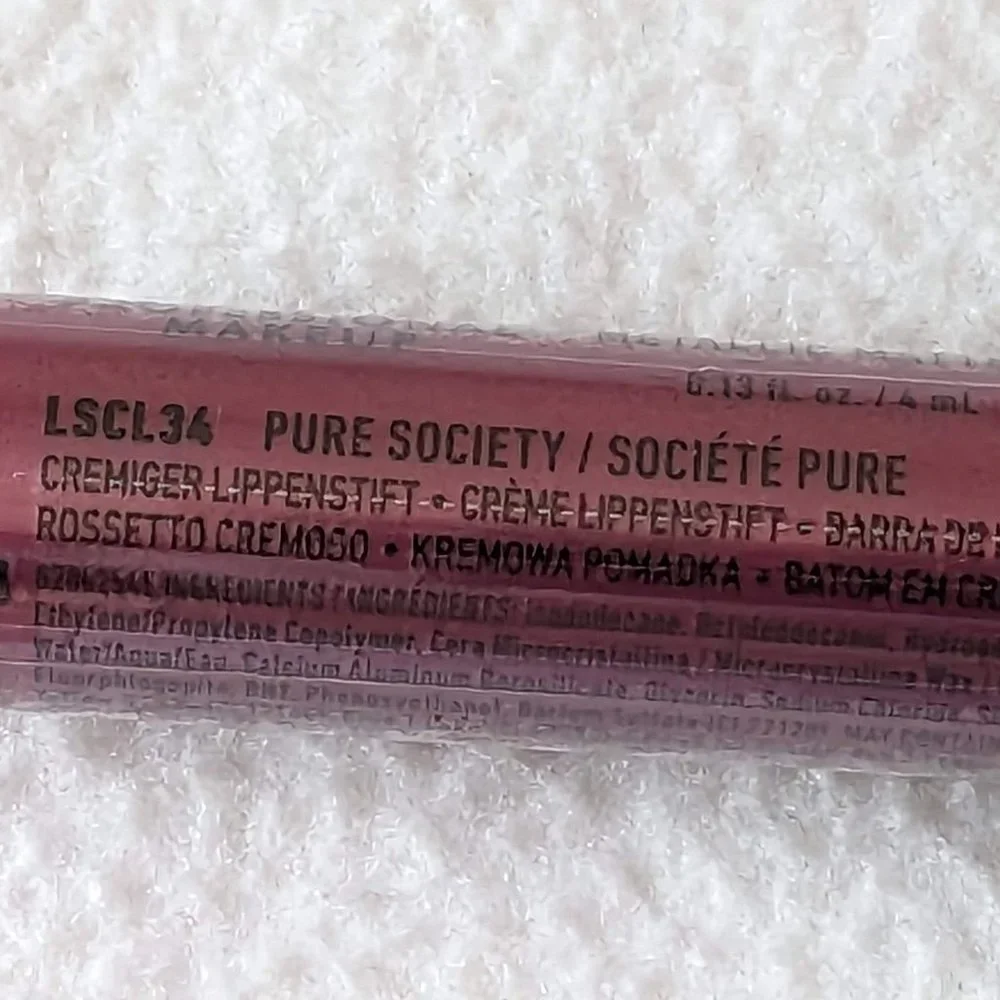 MAKEUP
0.13 fl. oz. / 4 mL
LSCL34 PURE SOCIETY / SOCIÉTÉ PURE
CREMIGER LIPPENSTIFT • CRÈME LIPPENSTIFT • BARRA DE
ROSSETTO CREMOSO • KREMOWA POMADKA • BATOM EM CR
INGREDIENTS / INGRÉDIENTS: Isododecane,
Ethylene/Propylene Copolymer, Cera Microcristallina / Microcrystalline Wax /
Water/Aqua/Eau, Calcium Aluminum Borosilicate, Glycerin, Sodium Chloride,
Fluorphlogopite, BHT, Phenoxyethanol, Barium Sulfate MAY CONTAIN